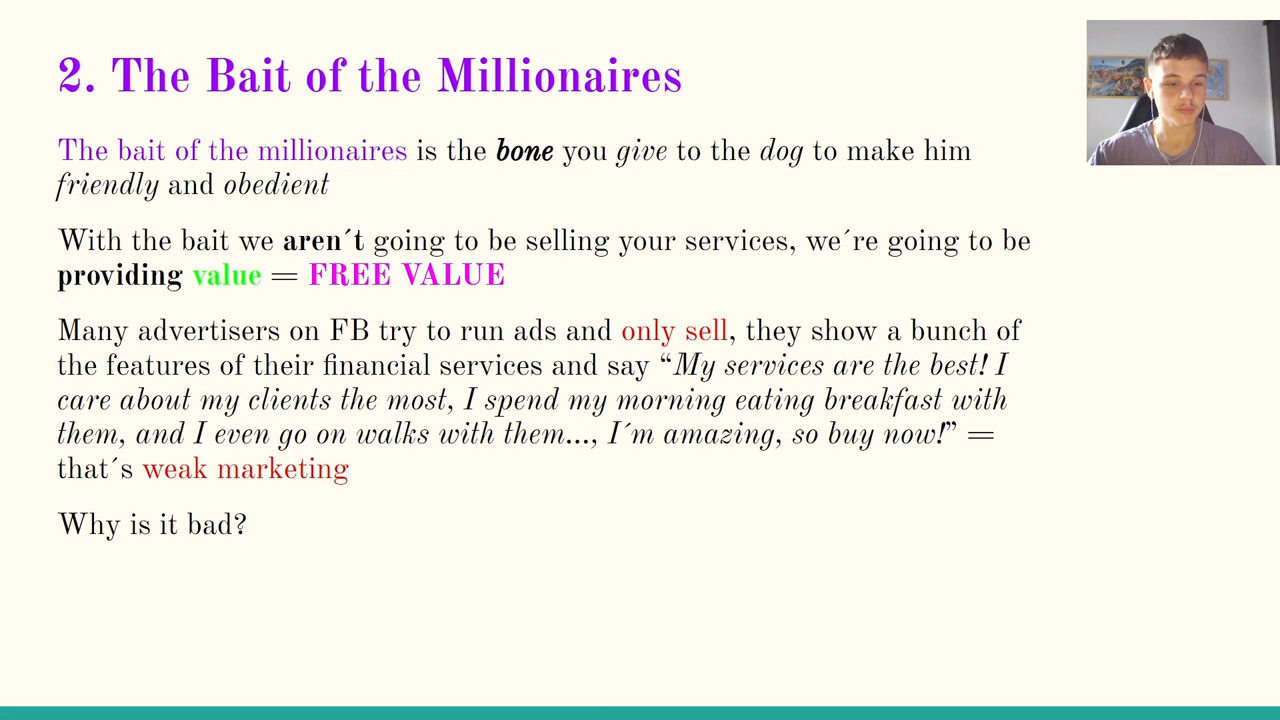 2. The Bait of the Millionaires
The bait of the millionaires is the bone you give to the dog to make him
friendly and obedient
With the bait we aren´t going to be selling your services, we´re going to be
providing value = FREE VALUE
Many advertisers on FB try to run ads and only sell, they show a bunch of
the features of their financial services and say “My services are the best! I
care about my clients the most, I spend my morning eating breakfast with
them, and I even go on walks with them..., I´m amazing, so buy now!” =
that´s weak marketing
Why is it bad?